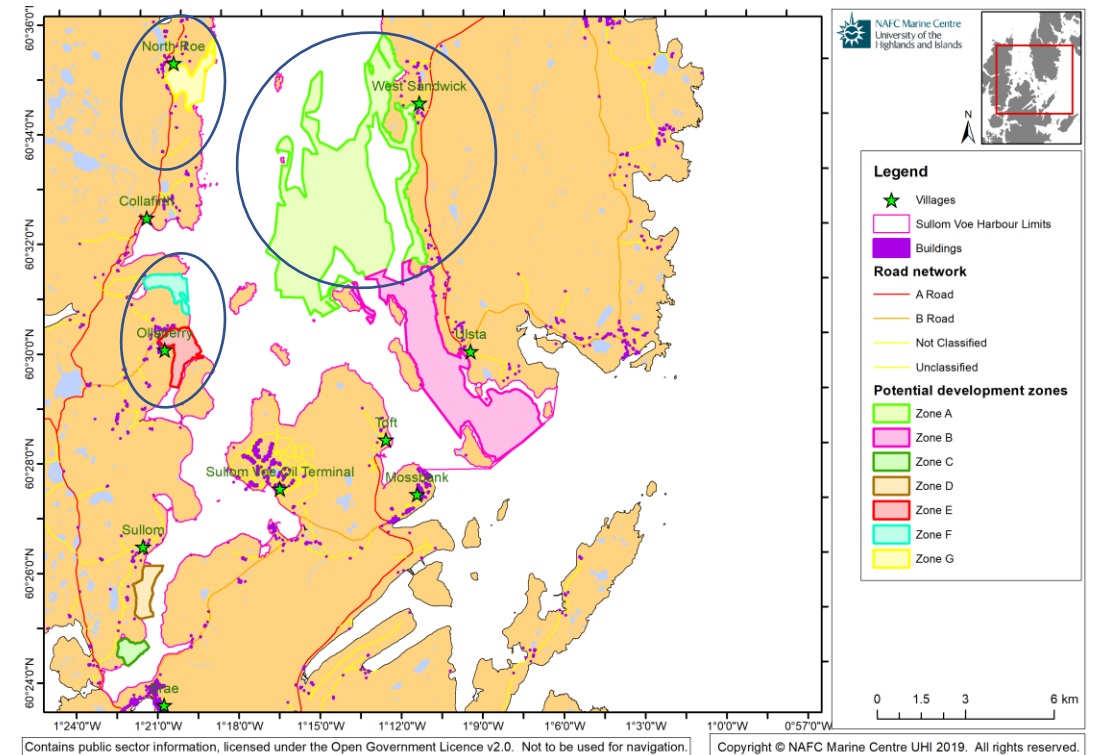 North Roe
West Sandwick
Collafirth
Ollaberry
Ulsta
Toft
Sullom Voe Oil Terminal
Mossbank
Sullom
Brae
60°34'0"N
60°32'0"N
60°30'0"N
60°28'0"N
60°26'0"N
60°24'0"N
1°24'0"W
1°21'0"W
1°18'0"W
1°15'0"W
1°12'0"W
1°9'0"W
1°6'0"W
1°3'0"W
1°0'0"W
0°57'0"W
NAFC Marine Centre
University of the
Highlands and Islands
N
Legend
Villages
Sullom Voe Harbour Limits
Buildings
Road network
A Road
B Road
Not Classified
Unclassified
Potential development zones
Zone A
Zone B
Zone C
Zone D
Zone E
Zone F
Zone G
0 1.5 3 6 km
Contains public sector information, licensed under the Open Government Licence v2.0. Not to be used for navigation.
Copyright © NAFC Marine Centre UHI 2019. All rights reserved.